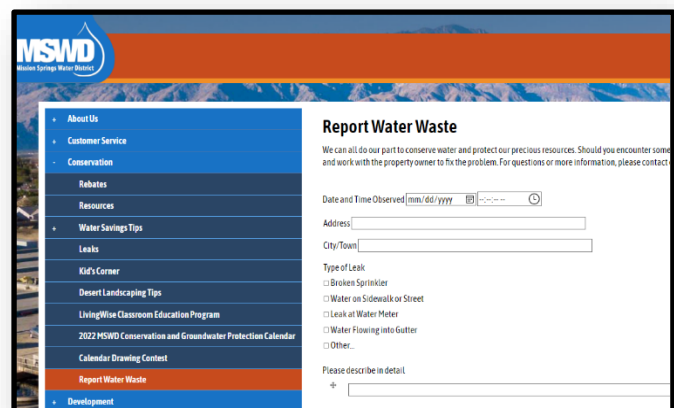 MSWD
Mission Springs Water District
+ About Us
+ Customer Service
- Conservation
Rebates
Resources
+ Water Savings Tips
Leaks
Kid's Corner
Desert Landscaping Tips
LivingWise Classroom Education Program
2022 MSWD Conservation and Groundwater Protection Calendar
Calendar Drawing Contest
Report Water Waste
+ Development
Report Water Waste
We can all do our part to conserve water and protect our precious resources. Should you encounter some
and work with the property owner to fix the problem. For questions or more information, please contact
Date and Time Observed mm/dd/yyyy --:-- --
Address
City/Town
Type of Leak
Broken Sprinkler
Water on Sidewalk or Street
Leak at Water Meter
Water Flowing into Gutter
Other...
Please describe in detail